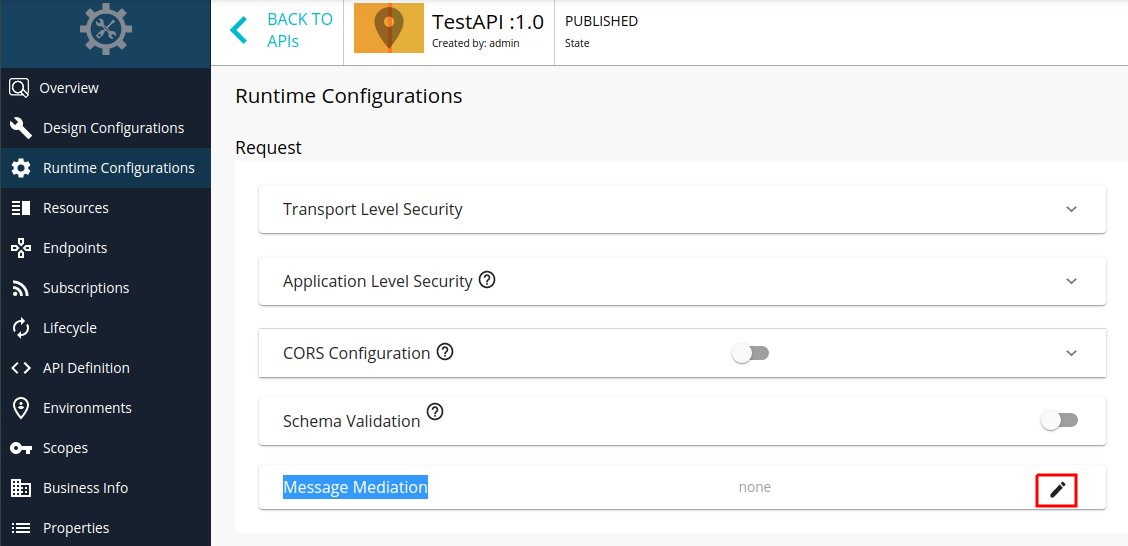 BACK TO
APIs
TestAPI :1.0
Created by: admin
PUBLISHED
State
Overview
Design Configurations
Runtime Configurations
Resources
Endpoints
Subscriptions
Lifecycle
API Definition
Environments
Scopes
Business Info
Properties
Runtime Configurations
Request
Transport Level Security
Application Level Security
CORS Configuration
Schema Validation
Message Mediation none